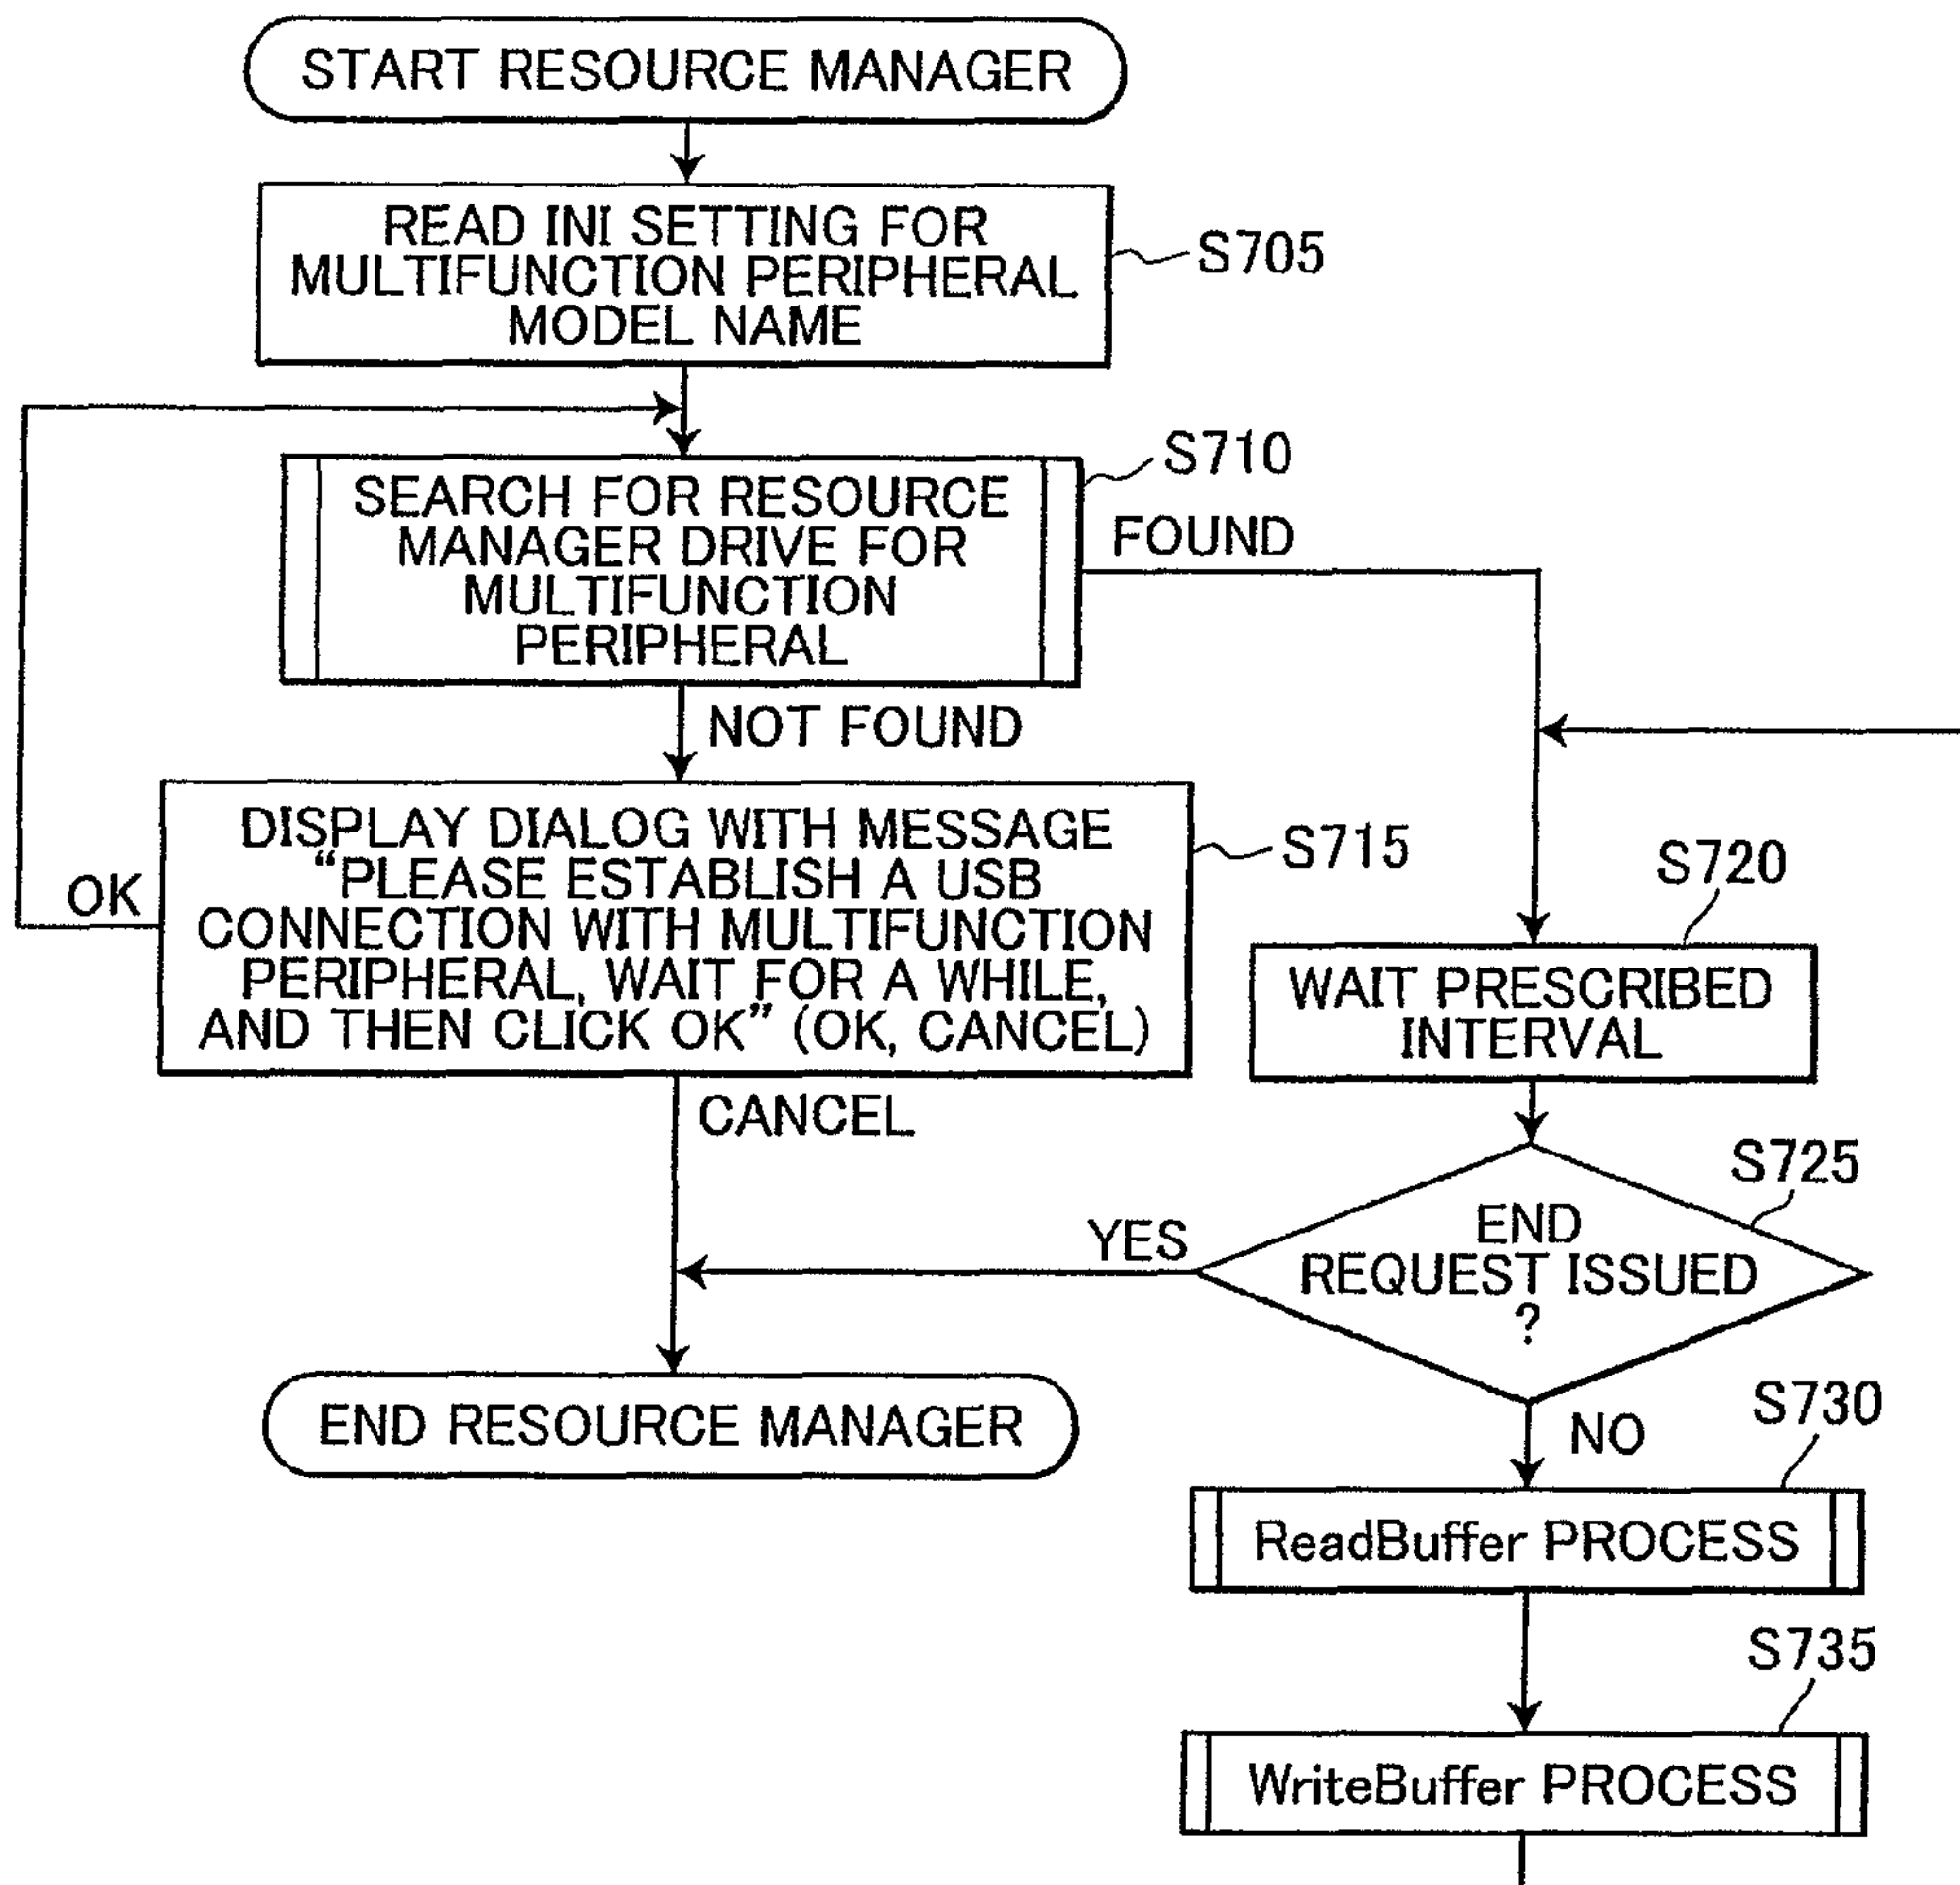 START RESOURCE MANAGER
READ INI SETTING FOR
MULTIFUNCTION PERIPHERAL
MODEL NAME
S705
S710
SEARCH FOR RESOURCE
MANAGER DRIVE FOR
MULTIFUNCTION
PERIPHERAL
FOUND
NOT FOUND
DISPLAY DIALOG WITH MESSAGE
“PLEASE ESTABLISH A USB
CONNECTION WITH MULTIFUNCTION
PERIPHERAL, WAIT FOR A WHILE,
AND THEN CLICK OK” (OK, CANCEL)
S715
OK
CANCEL
S720
WAIT PRESCRIBED
INTERVAL
S725
END
REQUEST ISSUED
?
YES
NO
END RESOURCE MANAGER
S730
ReadBuffer PROCESS
S735
WriteBuffer PROCESS